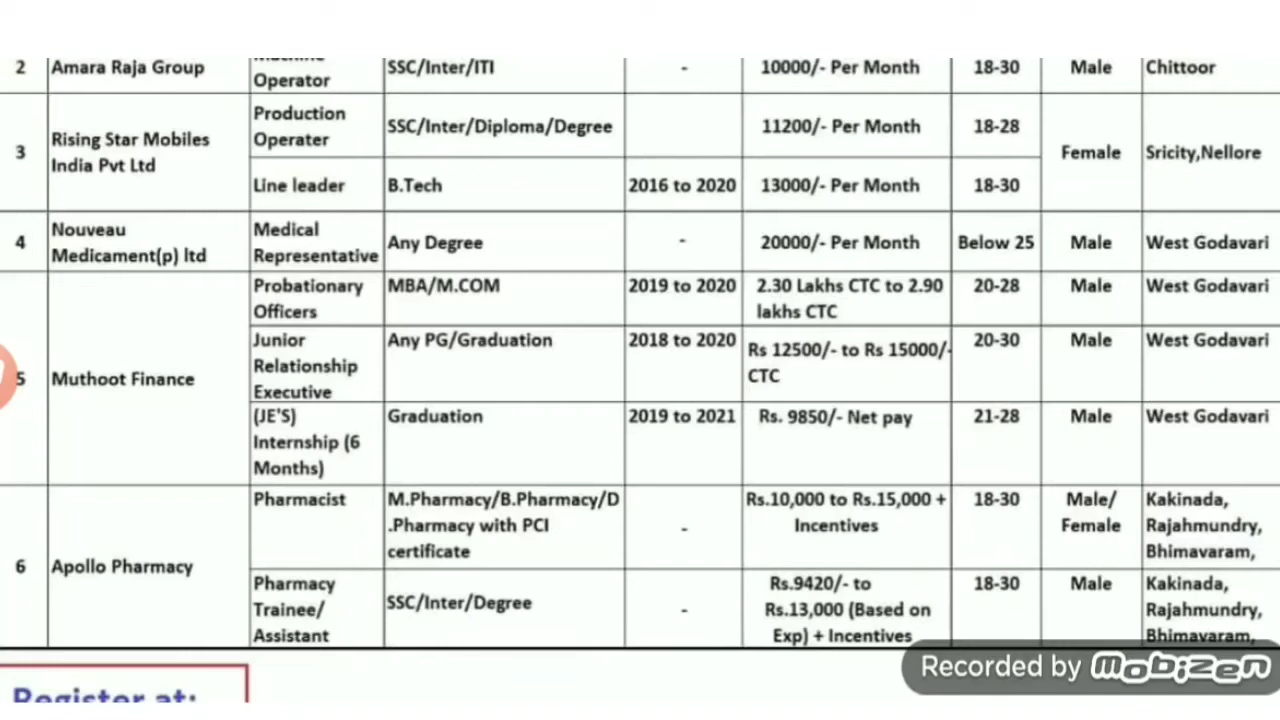 2 Amara Raja Group Operator SSC/Inter/ITI - 10000/- Per Month 18-30 Male Chittoor
3 Rising Star Mobiles India Pvt Ltd
Production Operater SSC/Inter/Diploma/Degree 11200/- Per Month 18-28
Female Sricity,Nellore
Line leader B.Tech 2016 to 2020 13000/- Per Month 18-30
4 Nouveau Medicament(p) ltd Medical Representative Any Degree - 20000/- Per Month Below 25 Male West Godavari
5 Muthoot Finance
Probationary Officers MBA/M.COM 2019 to 2020 2.30 Lakhs CTC to 2.90 lakhs CTC 20-28 Male West Godavari
Junior Relationship Executive Any PG/Graduation 2018 to 2020 Rs 12500/- to Rs 15000/- CTC 20-30 Male West Godavari
(JE'S) Internship (6 Months) Graduation 2019 to 2021 Rs. 9850/- Net pay 21-28 Male West Godavari
6 Apollo Pharmacy
Pharmacist M.Pharmacy/B.Pharmacy/D .Pharmacy with PCI certificate - Rs.10,000 to Rs.15,000 + Incentives 18-30 Male/ Female Kakinada, Rajahmundry, Bhimavaram,
Pharmacy Trainee/ Assistant SSC/Inter/Degree - Rs.9420/- to Rs.13,000 (Based on Exp) + Incentives 18-30 Male Kakinada, Rajahmundry, Bhimavaram,
Register at:
Recorded by mobizen